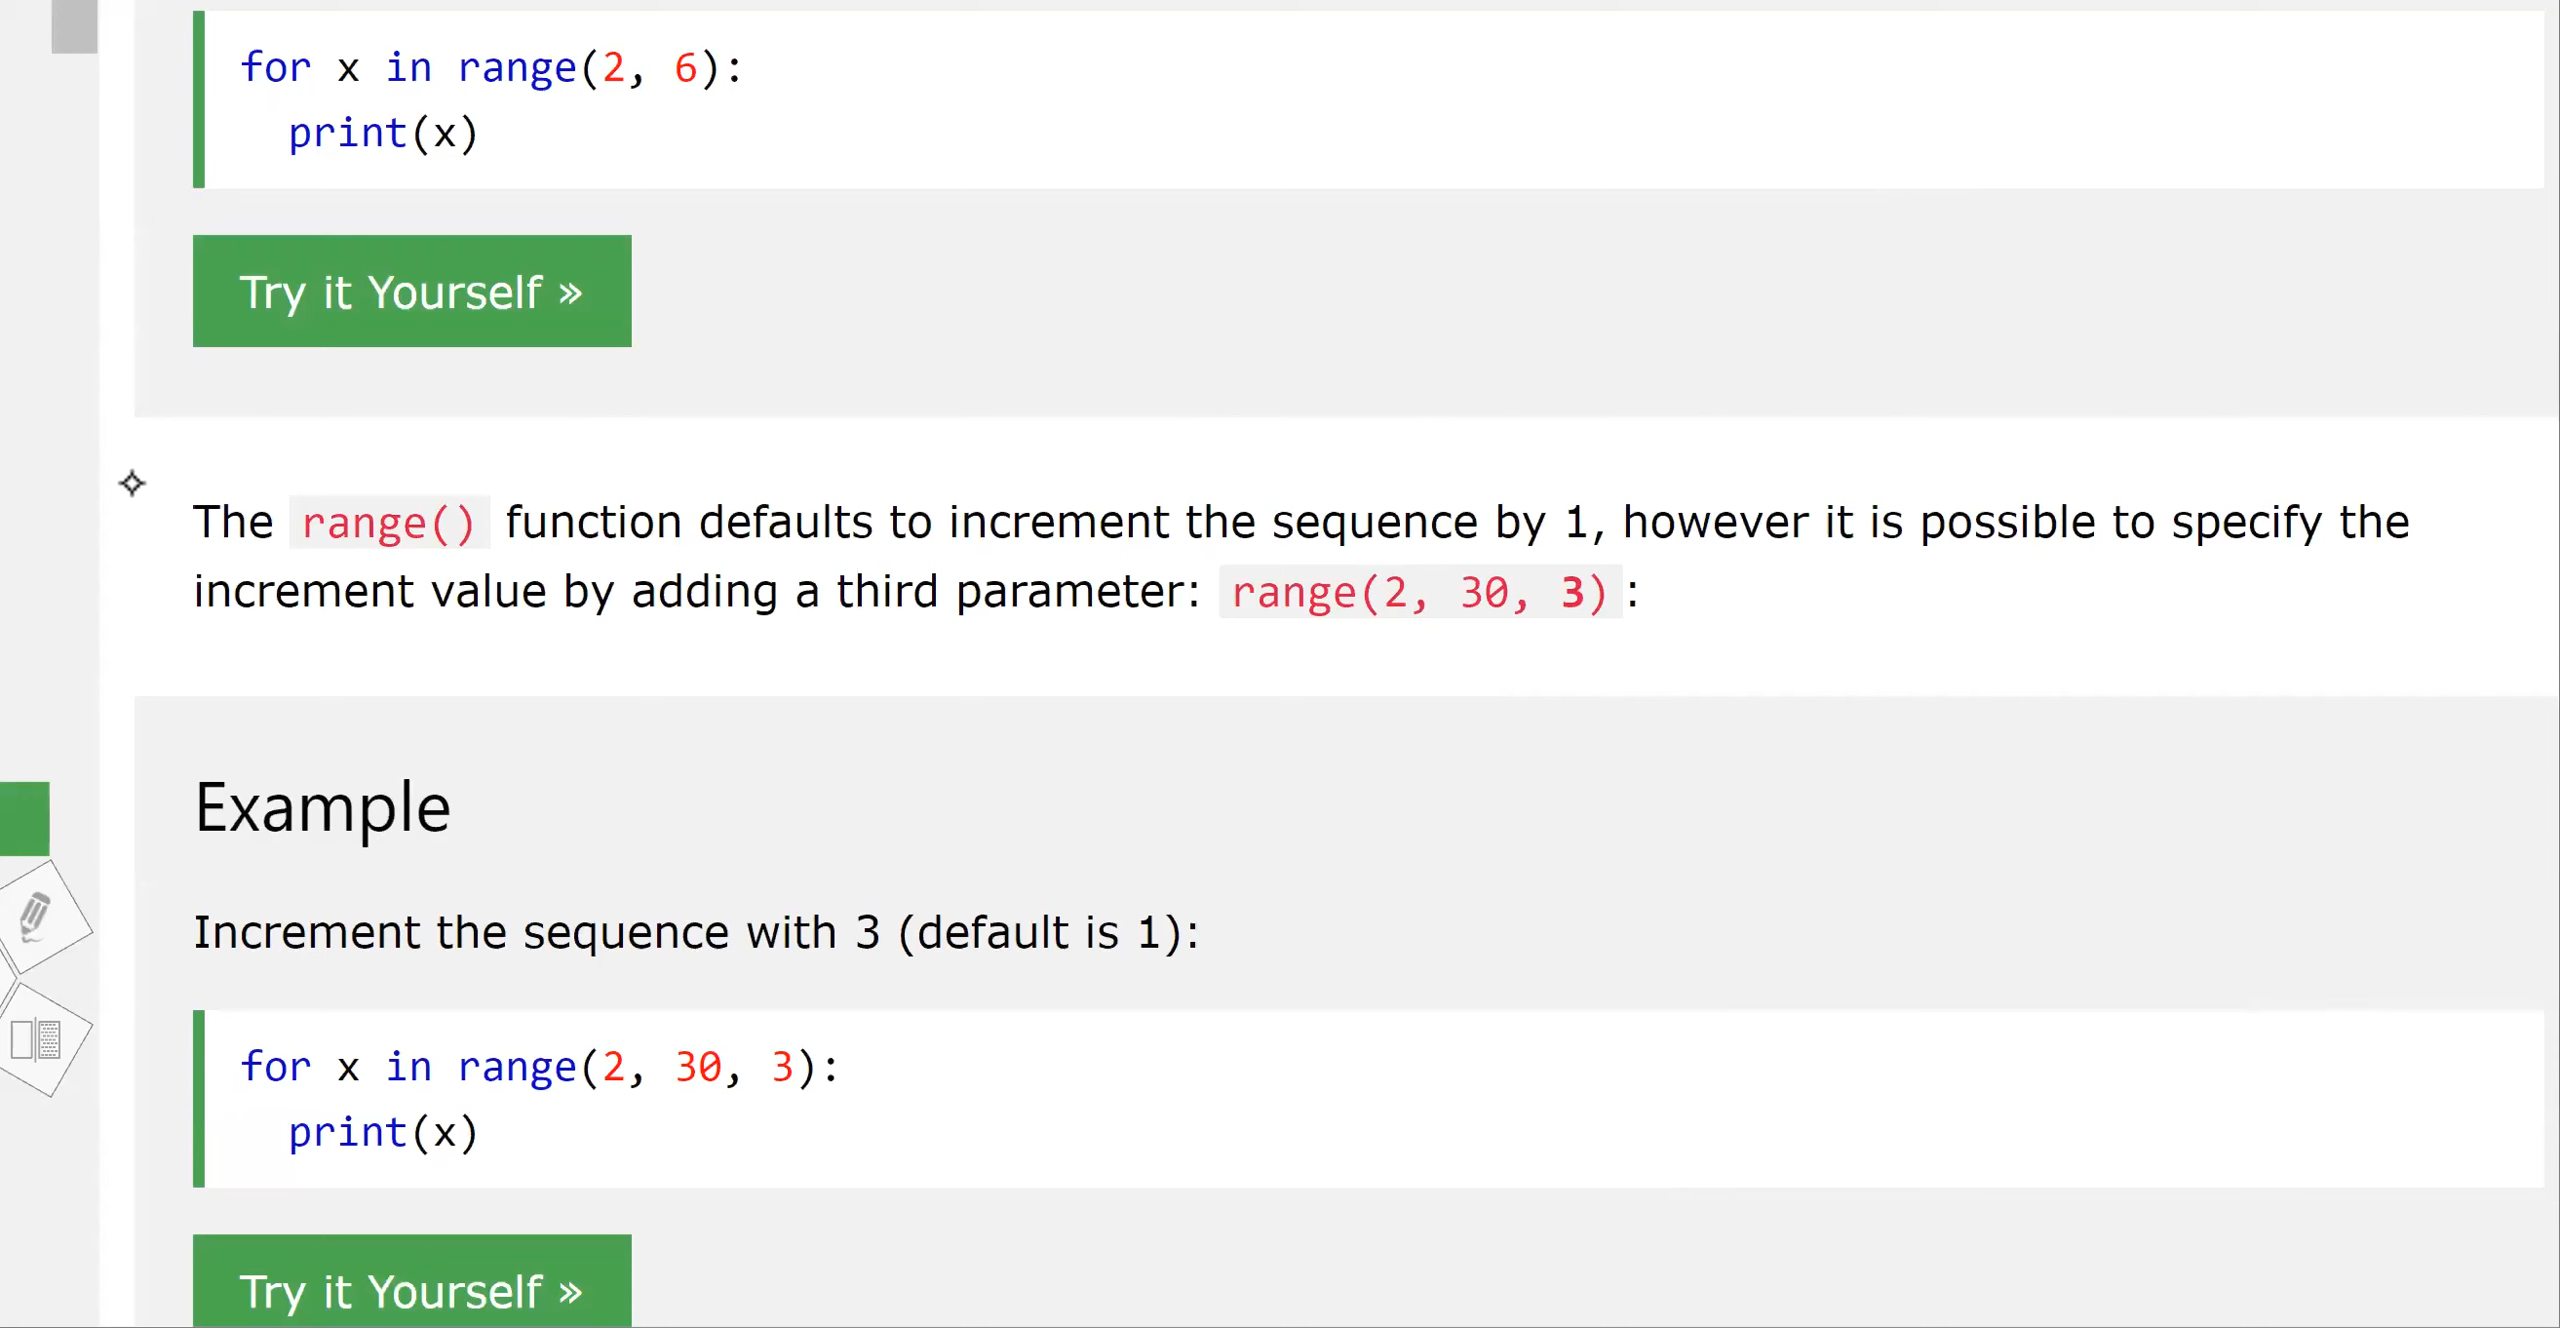 for x in range(2, 6):
  print(x)
Try it Yourself »
The range() function defaults to increment the sequence by 1, however it is possible to specify the
increment value by adding a third parameter: range(2, 30, 3):
Example
Increment the sequence with 3 (default is 1):
for x in range(2, 30, 3):
  print(x)
Try it Yourself »